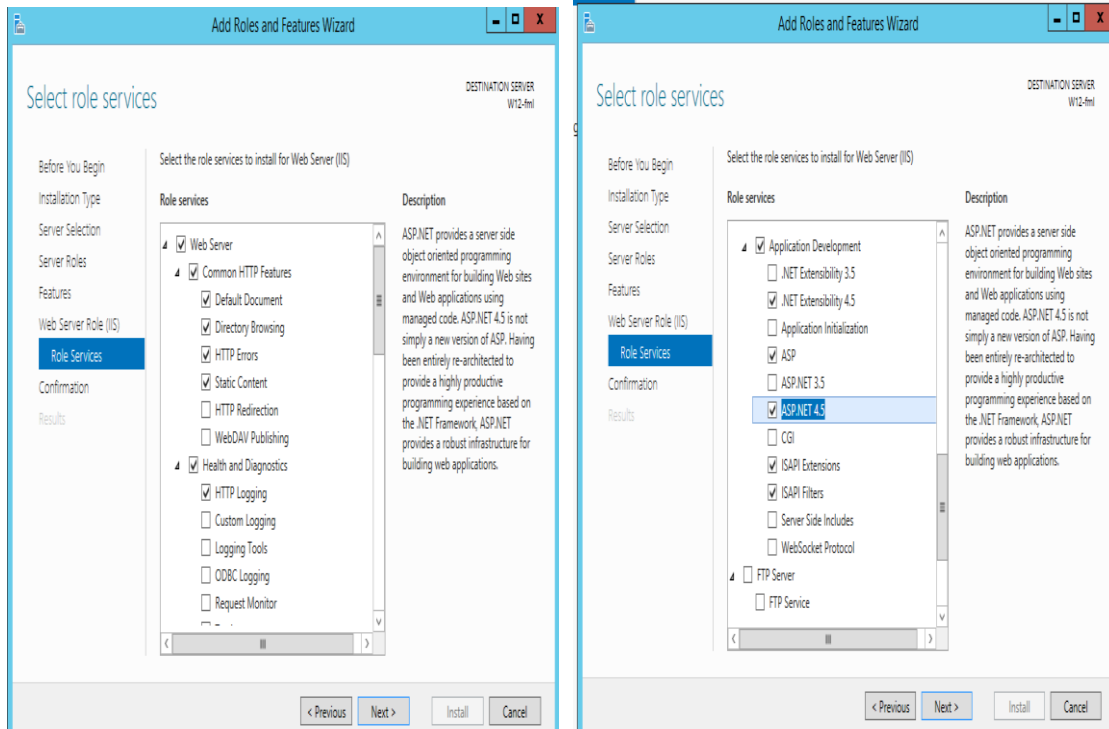 Add Roles and Features Wizard
Select role services
DESTINATION SERVER
W12-fml
Before You Begin
Installation Type
Server Selection
Server Roles
Features
Web Server Role (IIS)
Role Services
Confirmation
Results
Select the role services to install for Web Server (IIS)
Role services
Web Server
Common HTTP Features
Default Document
Directory Browsing
HTTP Errors
Static Content
HTTP Redirection
WebDAV Publishing
Health and Diagnostics
HTTP Logging
Custom Logging
Logging Tools
ODBC Logging
Request Monitor
Description
ASP.NET provides a server side
object oriented programming
environment for building Web sites
and Web applications using
managed code. ASP.NET 4.5 is not
simply a new version of ASP. Having
been entirely re-architected to
provide a highly productive
programming experience based on
the .NET Framework, ASP.NET
provides a robust infrastructure for
building web applications.
< Previous
Next >
Install
Cancel
Add Roles and Features Wizard
Select role services
DESTINATION SERVER
W12-fml
Before You Begin
Installation Type
Server Selection
Server Roles
Features
Web Server Role (IIS)
Role Services
Confirmation
Results
Select the role services to install for Web Server (IIS)
Role services
Application Development
.NET Extensibility 3.5
.NET Extensibility 4.5
Application Initialization
ASP
ASP.NET 3.5
ASP.NET 4.5
CGI
ISAPI Extensions
ISAPI Filters
Server Side Includes
WebSocket Protocol
FTP Server
FTP Service
Description
ASP.NET provides a server side
object oriented programming
environment for building Web sites
and Web applications using
managed code. ASP.NET 4.5 is not
simply a new version of ASP. Having
been entirely re-architected to
provide a highly productive
programming experience based on
the .NET Framework, ASP.NET
provides a robust infrastructure for
building web applications.
< Previous
Next >
Install
Cancel